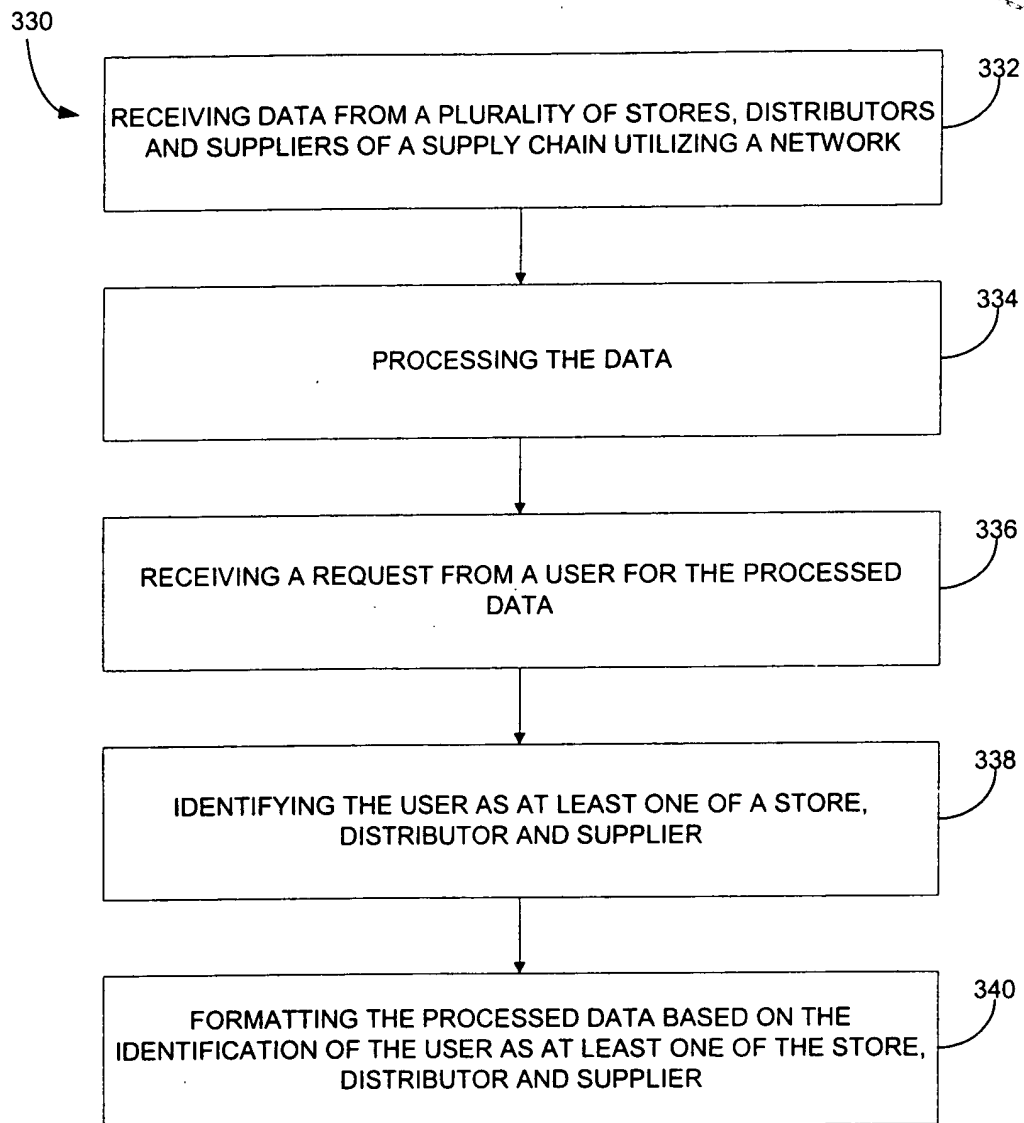 330
332
RECEIVING DATA FROM A PLURALITY OF STORES, DISTRIBUTORS
AND SUPPLIERS OF A SUPPLY CHAIN UTILIZING A NETWORK
334
PROCESSING THE DATA
336
RECEIVING A REQUEST FROM A USER FOR THE PROCESSED
DATA
338
IDENTIFYING THE USER AS AT LEAST ONE OF A STORE,
DISTRIBUTOR AND SUPPLIER
340
FORMATTING THE PROCESSED DATA BASED ON THE
IDENTIFICATION OF THE USER AS AT LEAST ONE OF THE STORE,
DISTRIBUTOR AND SUPPLIER